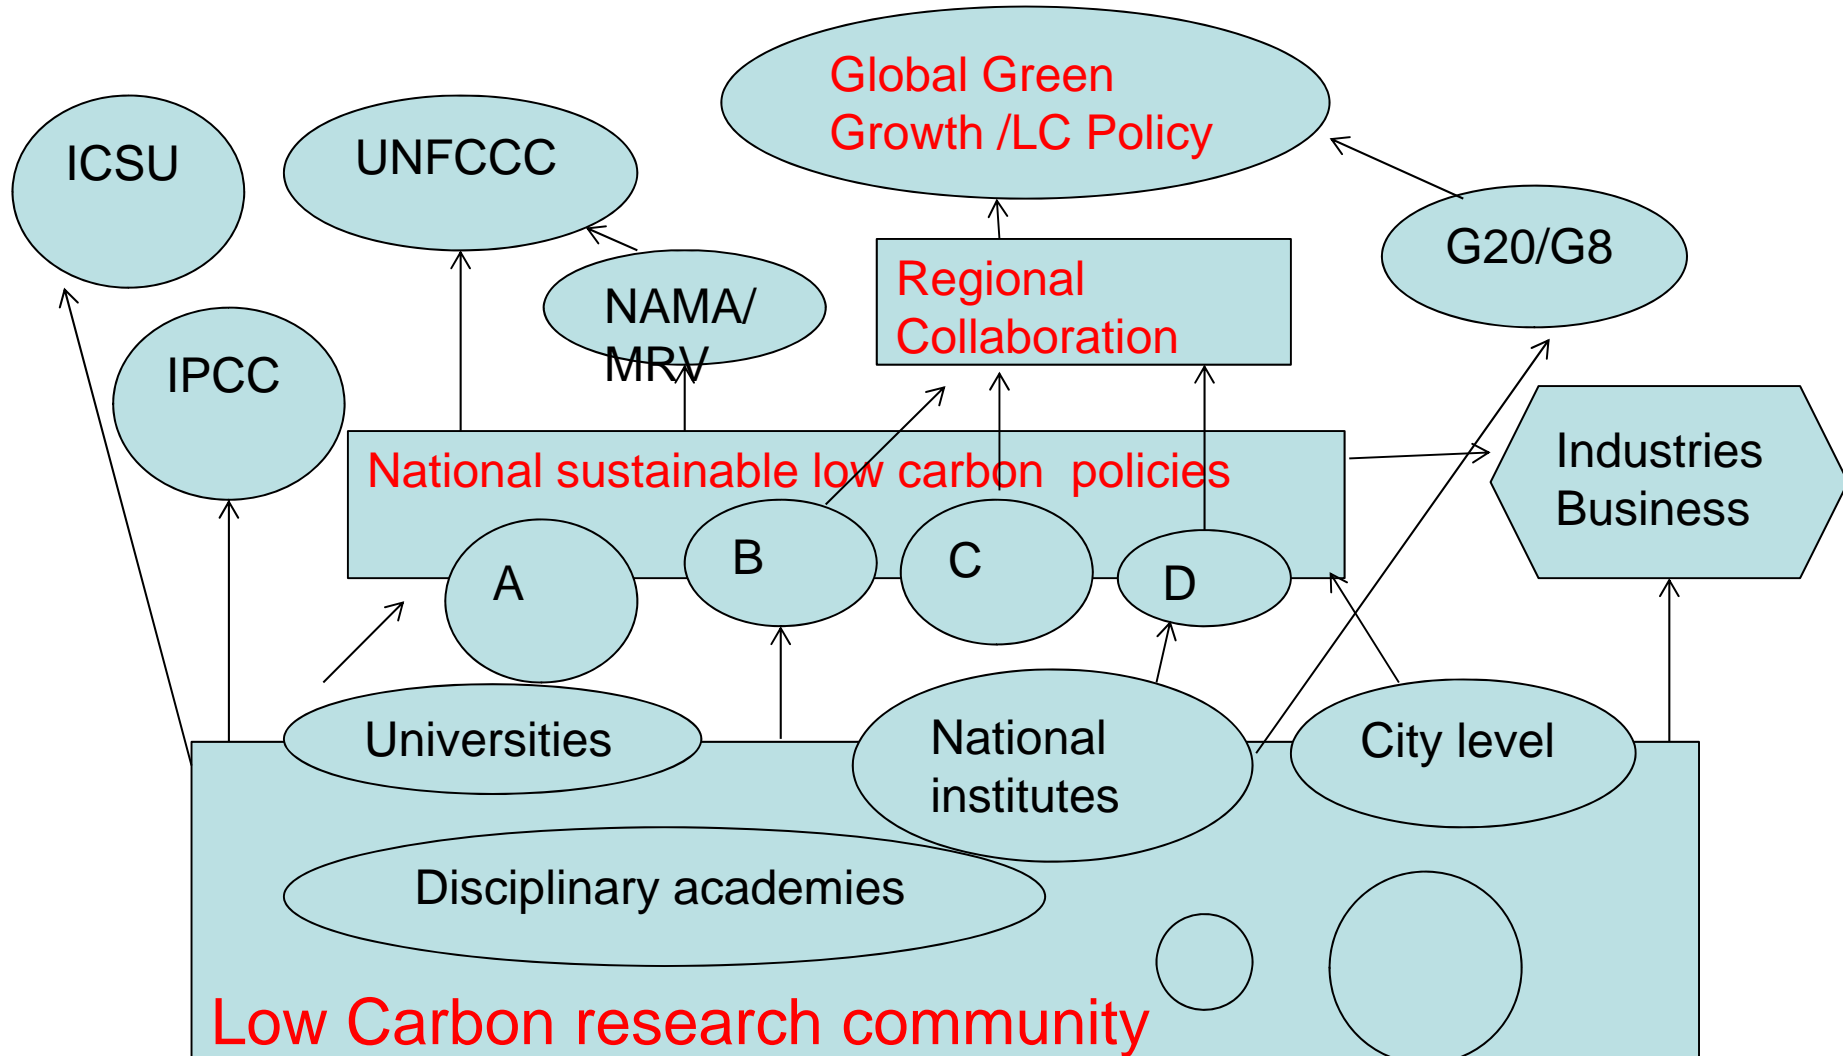 Global Green
Growth /LC Policy
ICSU
UNFCCC
G20/G8
NAMA/
MRV
Regional
Collaboration
IPCC
Industries
Business
National sustainable low carbon  policies
A
B
C
D
Universities
National
institutes
City level
Disciplinary academies
Low Carbon research community